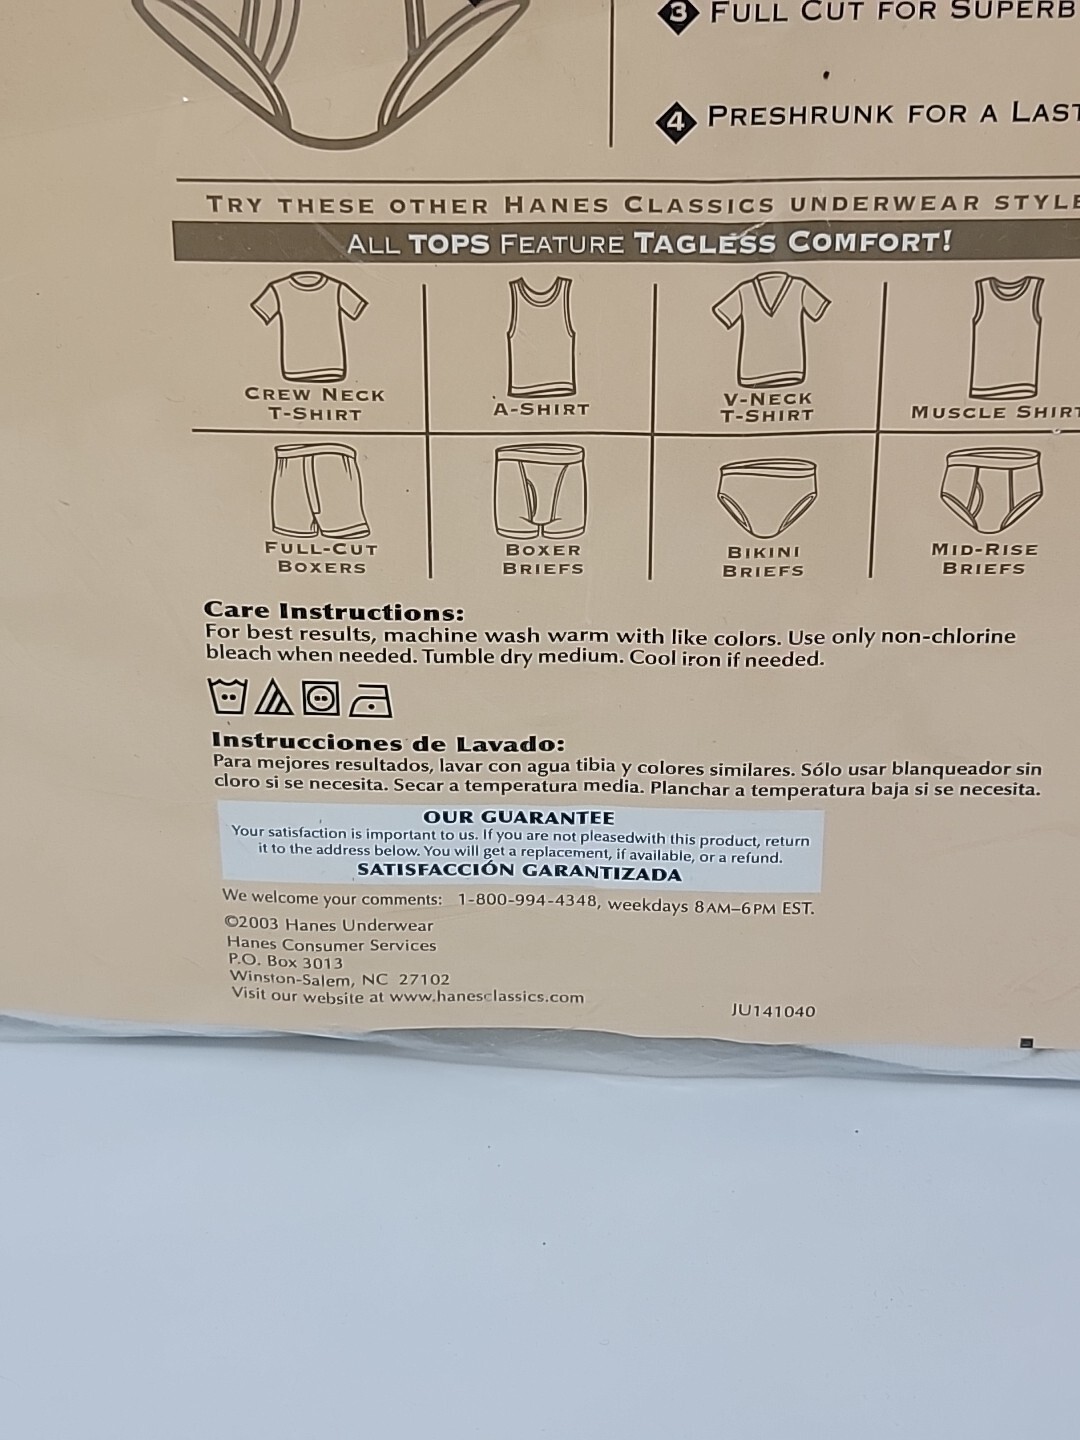 3 FULL CUT FOR SUPERB
4 PRESHRUNK FOR A
TRY THESE OTHER HANES CLASSICS UNDERWEAR
ALL TOPS FEATURE TAGLESS COMFORT!
CREW NECK
T-SHIRT
A-SHIRT
V-NECK
T-SHIRT
MUSCLE SHIRT
FULL-CUT
BOXERS
BOXER
BRIEFS
BIKINI
BRIEFS
MID-RISE
BRIEFS
Care Instructions:
For best results, machine wash warm with like colors. Use only non-chlorine
bleach when needed. Tumble dry medium. Cool iron if needed.
Instrucciones de Lavado:
Para mejores resultados, lavar con agua tibia y colores similares. Sólo usar blanqueador sin
cloro si se necesita. Secar a temperatura media. Planchar a temperatura baja si se necesita.
OUR GUARANTEE
Your satisfaction is important to us. If you are not pleasedwith this product, return
it to the address below. You will get a replacement, if available, or a refund.
SATISFACCIÓN GARANTIZADA
We welcome your comments: 1-800-994-4348, weekdays 8AM–6PM EST.
©2003 Hanes Underwear
Hanes Consumer Services
P.O. Box 3013
Winston-Salem, NC 27102
Visit our website at www.hanesclassics.com
JU141040